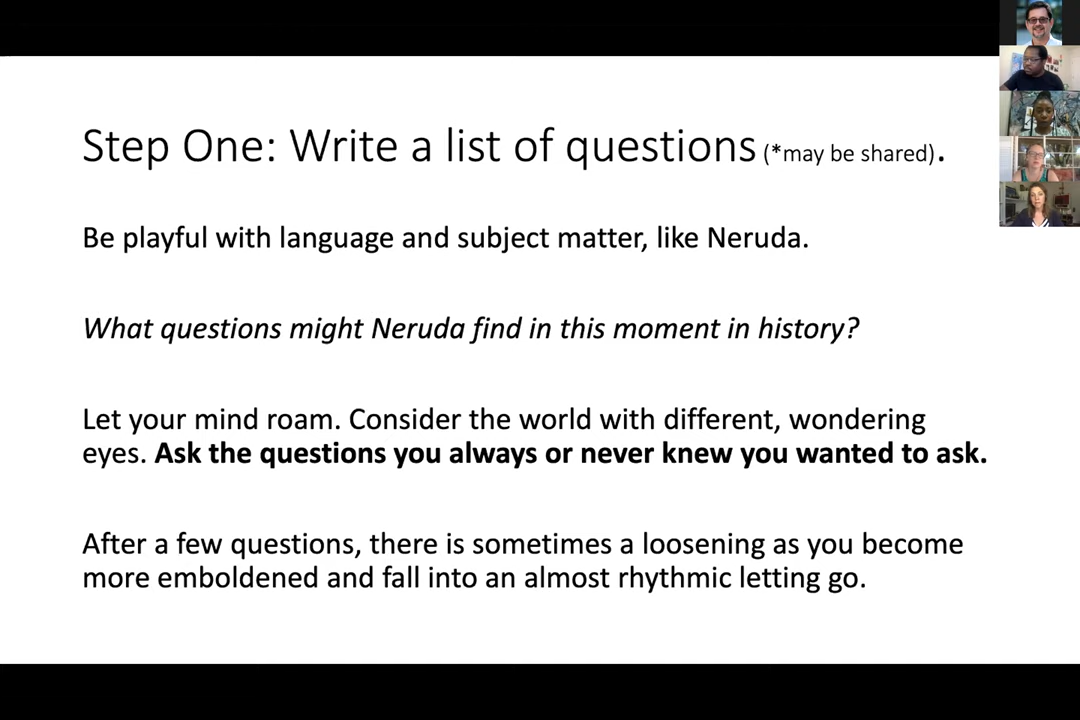 Step One: Write a list of questions (*may be shared).
Be playful with language and subject matter, like Neruda.
What questions might Neruda find in this moment in history?
Let your mind roam. Consider the world with different, wondering
eyes. Ask the questions you always or never knew you wanted to ask.
After a few questions, there is sometimes a loosening as you become
more emboldened and fall into an almost rhythmic letting go.